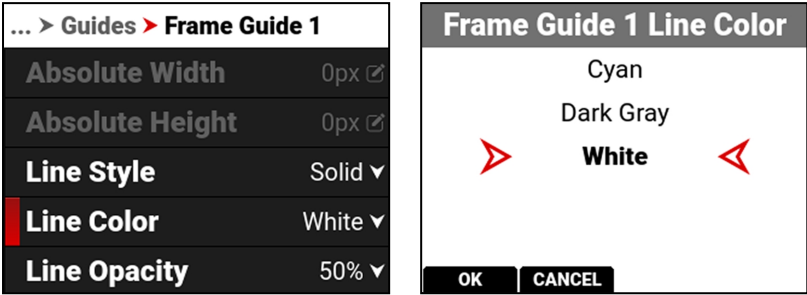 ... > Guides > Frame Guide 1
Absolute Width 0px
Absolute Height 0px
Line Style Solid
Line Color White
Line Opacity 50%
Frame Guide 1 Line Color
Cyan
Dark Gray
White
OK CANCEL